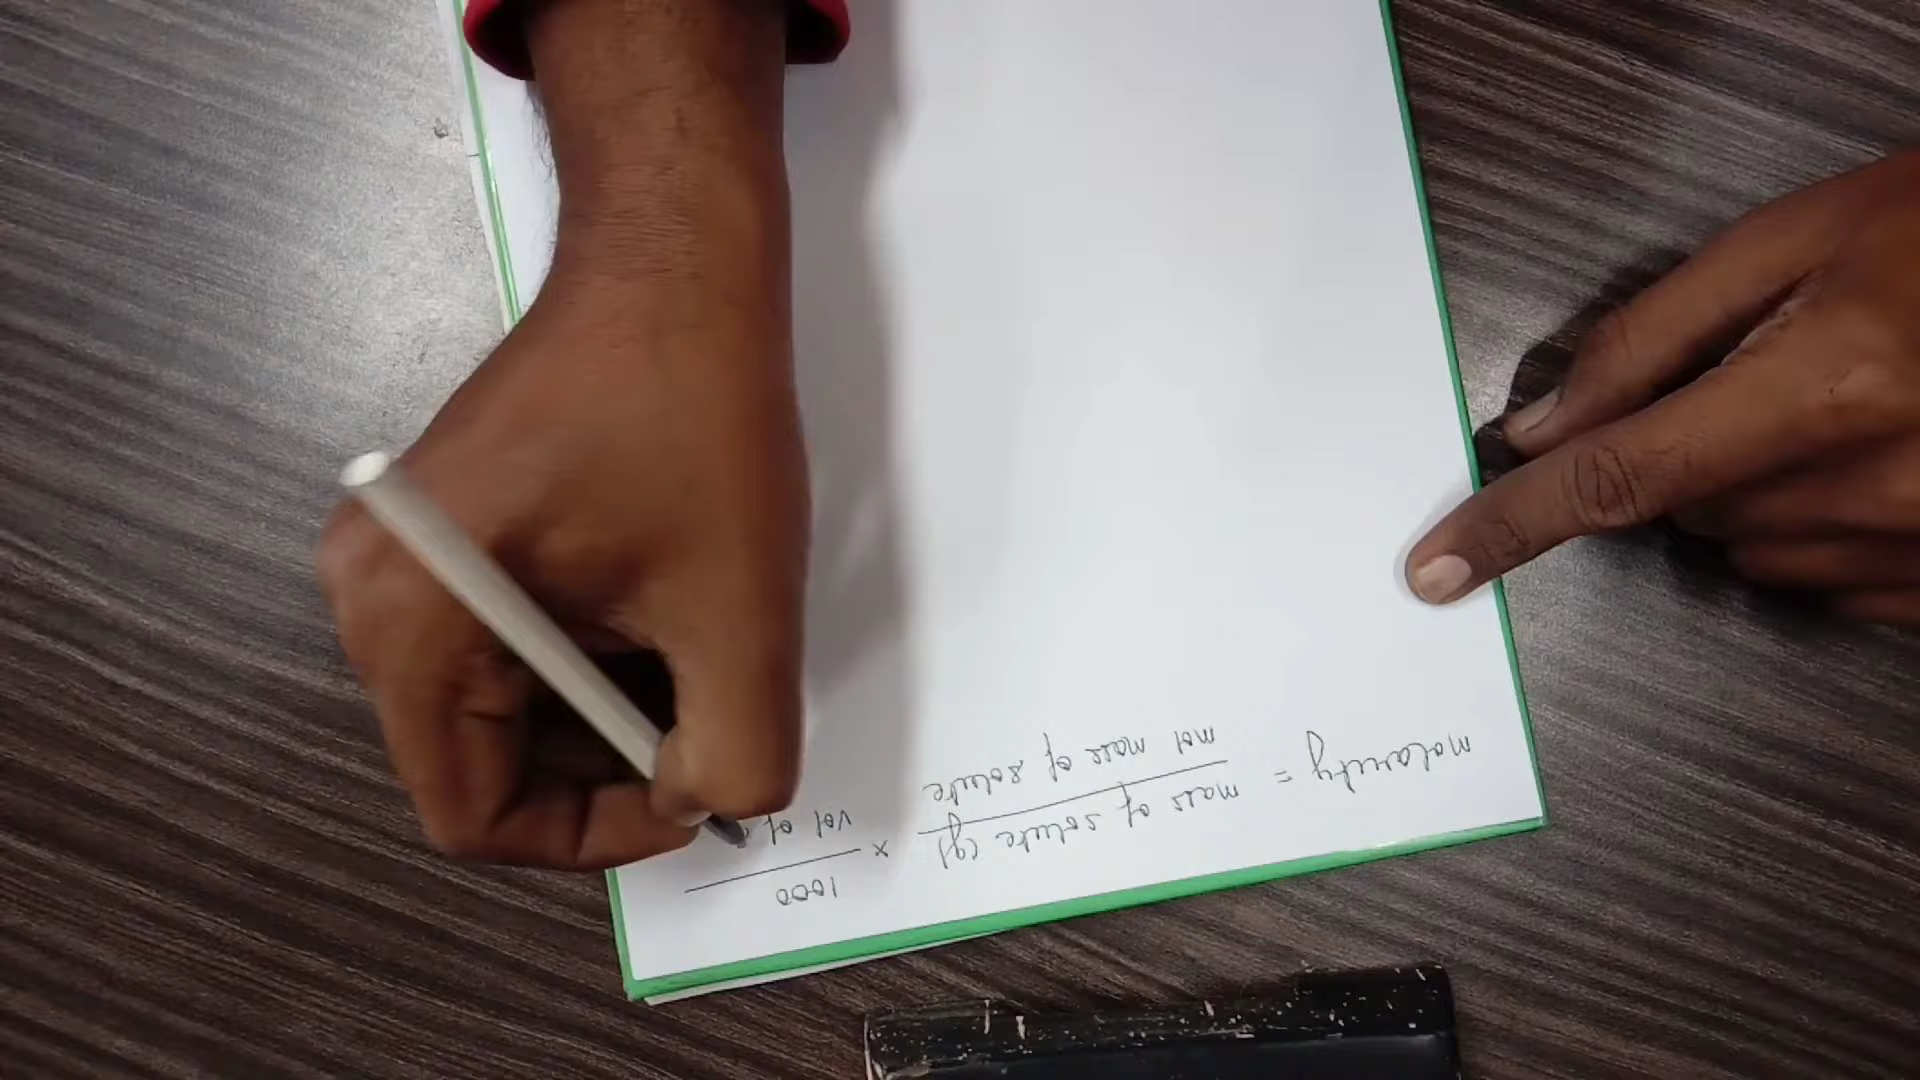 molarity = mass of solute (g) / mol mass of solute × 1000 / vol of